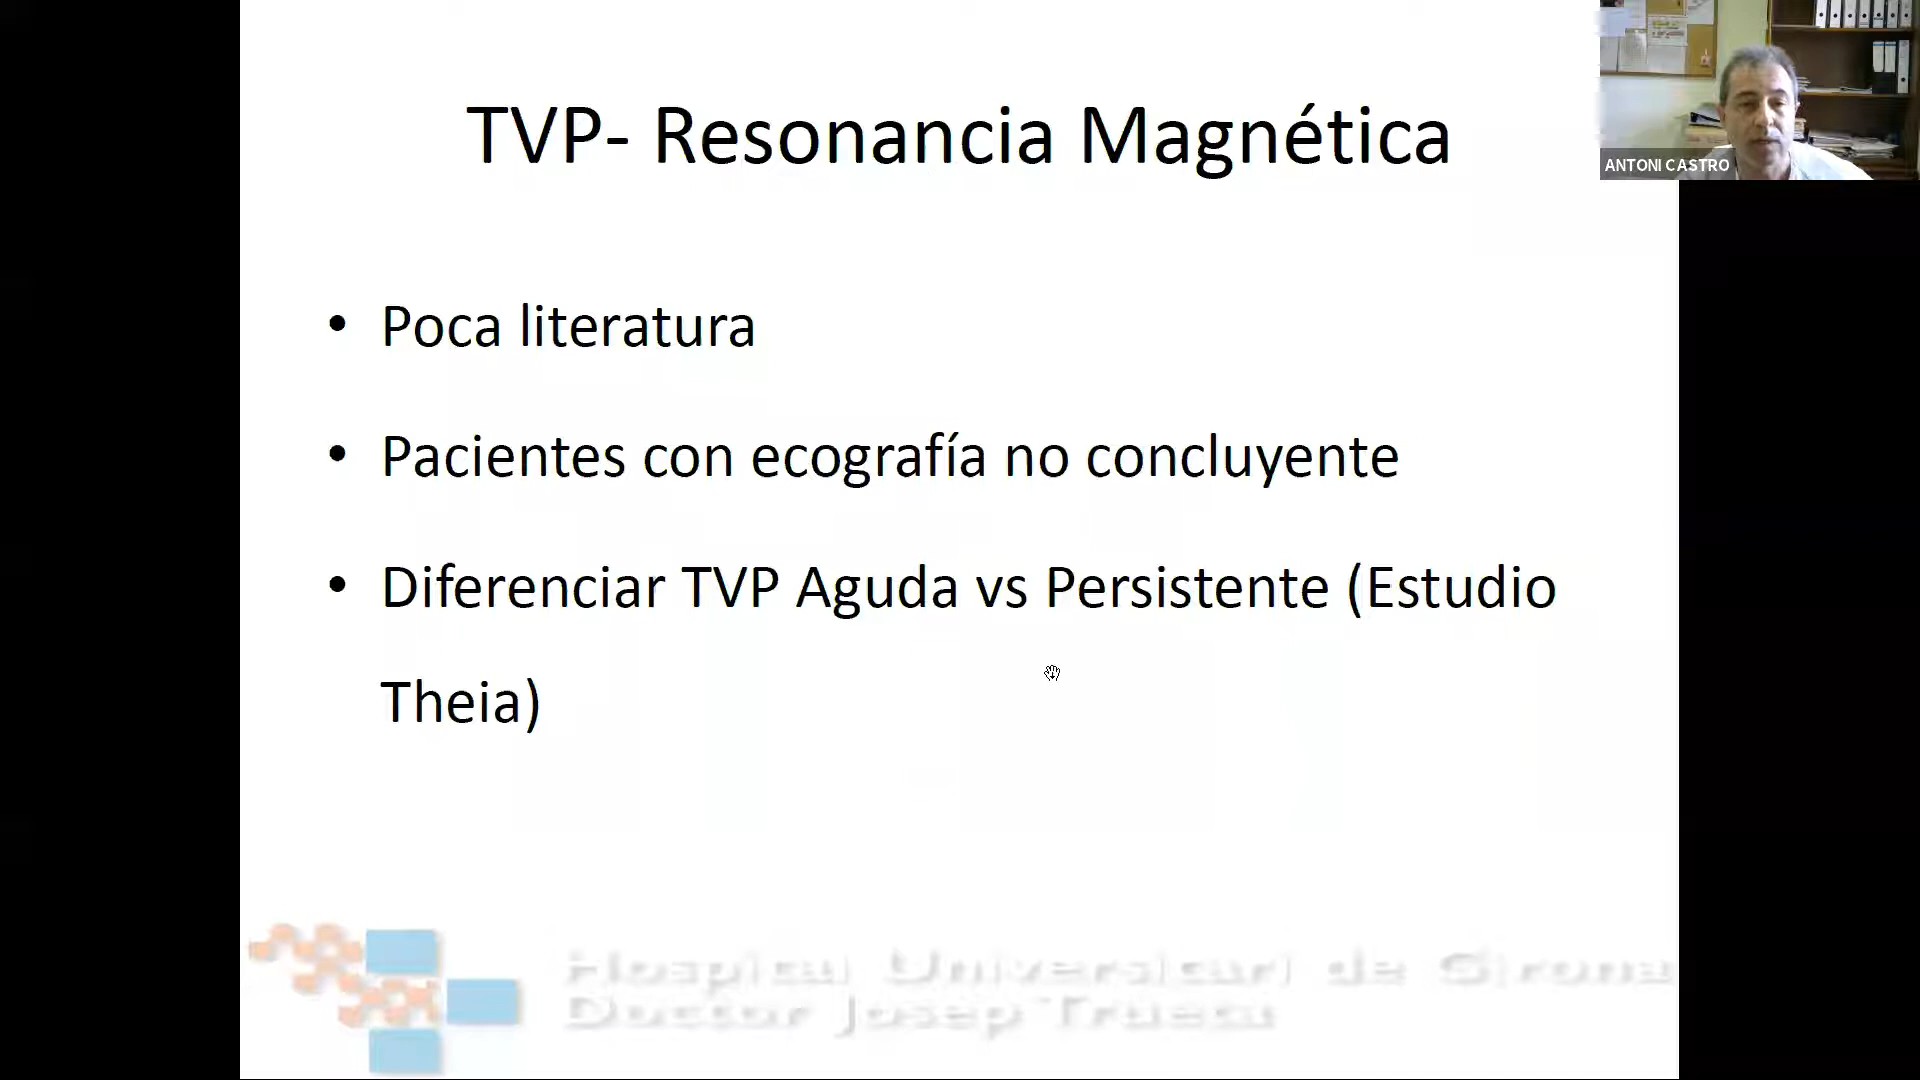 TVP- Resonancia Magnética
ANTONI CASTRO
• Poca literatura
• Pacientes con ecografía no concluyente
• Diferenciar TVP Aguda vs Persistente (Estudio
Theia)
Hospital Universitari de Girona
Doctor Josep Trueta